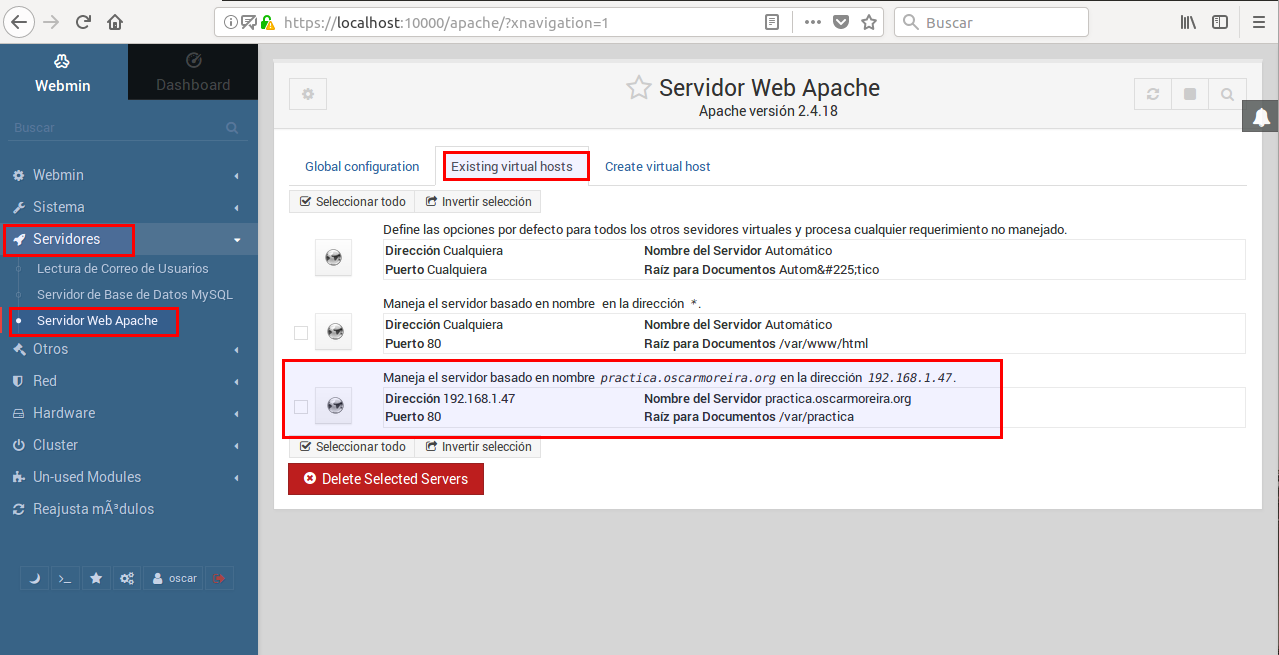 https://localhost:10000/apache/?xnavigation=1
Buscar
Webmin
Dashboard
Buscar
Webmin
Sistema
Servidores
Lectura de Correo de Usuarios
Servidor de Base de Datos MySQL
Servidor Web Apache
Otros
Red
Hardware
Cluster
Un-used Modules
Reajusta mÃ³dulos
oscar
Servidor Web Apache
Apache versión 2.4.18
Global configuration Existing virtual hosts Create virtual host
Seleccionar todo Invertir selección
Define las opciones por defecto para todos los otros sevidores virtuales y procesa cualquier requerimiento no manejado.
Dirección Cualquiera Nombre del Servidor Automático
Puerto Cualquiera Raíz para Documentos Autom&#225;tico
Maneja el servidor basado en nombre en la dirección *.
Dirección Cualquiera Nombre del Servidor Automático
Puerto 80 Raíz para Documentos /var/www/html
Maneja el servidor basado en nombre practica.oscarmoreira.org en la dirección 192.168.1.47.
Dirección 192.168.1.47 Nombre del Servidor practica.oscarmoreira.org
Puerto 80 Raíz para Documentos /var/practica
Seleccionar todo Invertir selección
Delete Selected Servers